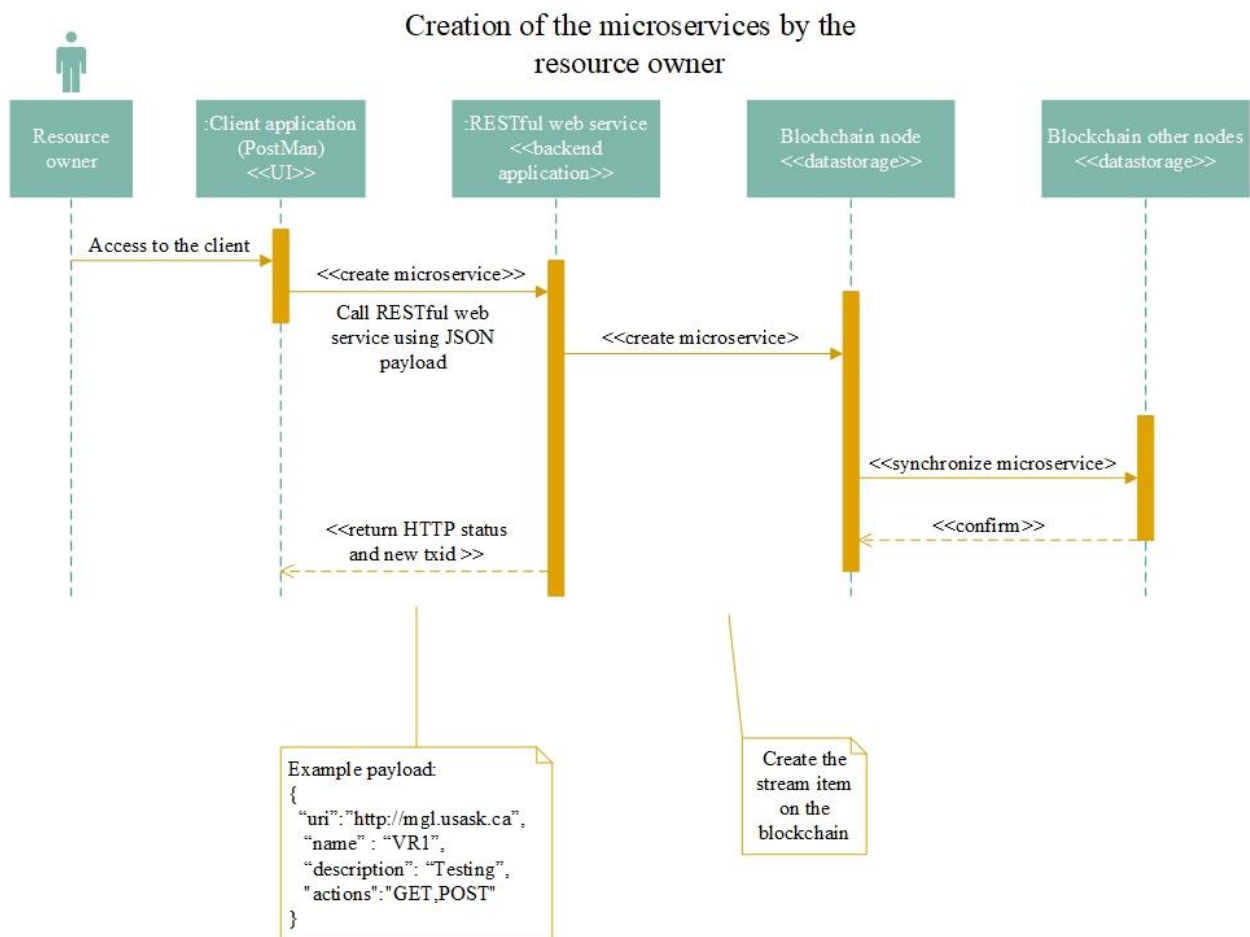 Creation of the microservices by the
resource owner
Resource
owner
:Client application
(PostMan)
<<UI>>
:RESTful web service
<<backend
application>>
Blochchain node
<<datastorage>>
Blockchain other nodes
<<datastorage>>
Access to the client
<<create microservice>>
Call RESTful web
service using JSON
payload
<<create microservice>
<<synchronize microservice>
<<confirm>>
<<return HTTP status
and new txid >>
Example payload:
{
“uri”:”http://mgl.usask.ca”,
“name” : “VR1”,
“description”: “Testing”,
"actions":"GET,POST"
}
Create the
stream item
on the
blockchain